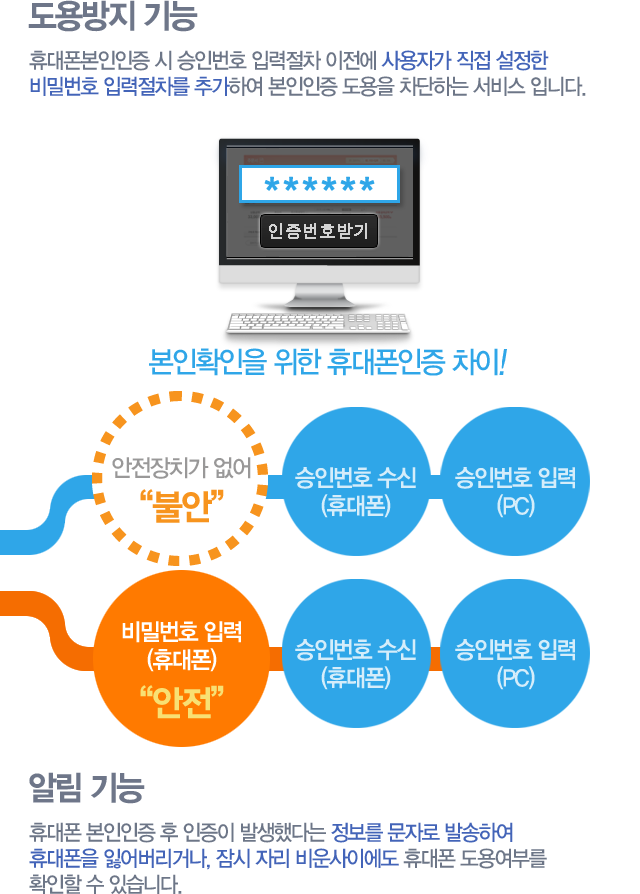 도용방지 기능
휴대폰본인인증 시 승인번호 입력절차 이전에 사용자가 직접 설정한
비밀번호 입력절차를 추가하여 본인인증 도용을 차단하는 서비스 입니다.
******
인증번호받기
본인확인을 위한 휴대폰인증 차이!
안전장치가 없어
“불안”
승인번호 수신
(휴대폰)
승인번호 입력
(PC)
비밀번호 입력
(휴대폰)
“안전”
승인번호 수신
(휴대폰)
승인번호 입력
(PC)
알림 기능
휴대폰 본인인증 후 인증이 발생했다는 정보를 문자로 발송하여
휴대폰을 잃어버리거나, 잠시 자리 비운사이에도 휴대폰 도용여부를
확인할 수 있습니다.